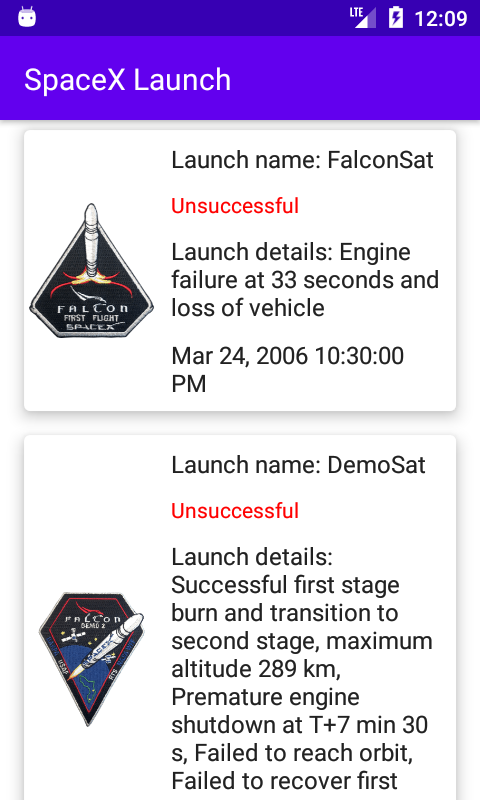 LTE 12:09
SpaceX Launch
Launch name: FalconSat
Unsuccessful
Launch details: Engine
failure at 33 seconds and
loss of vehicle
Mar 24, 2006 10:30:00
PM
FALCON
FIRST FLIGHT
SPACEX
Launch name: DemoSat
Unsuccessful
Launch details:
Successful first stage
burn and transition to
second stage, maximum
altitude 289 km,
Premature engine
shutdown at T+7 min 30
s, Failed to reach orbit,
Failed to recover first
FALCON
DEMO 2